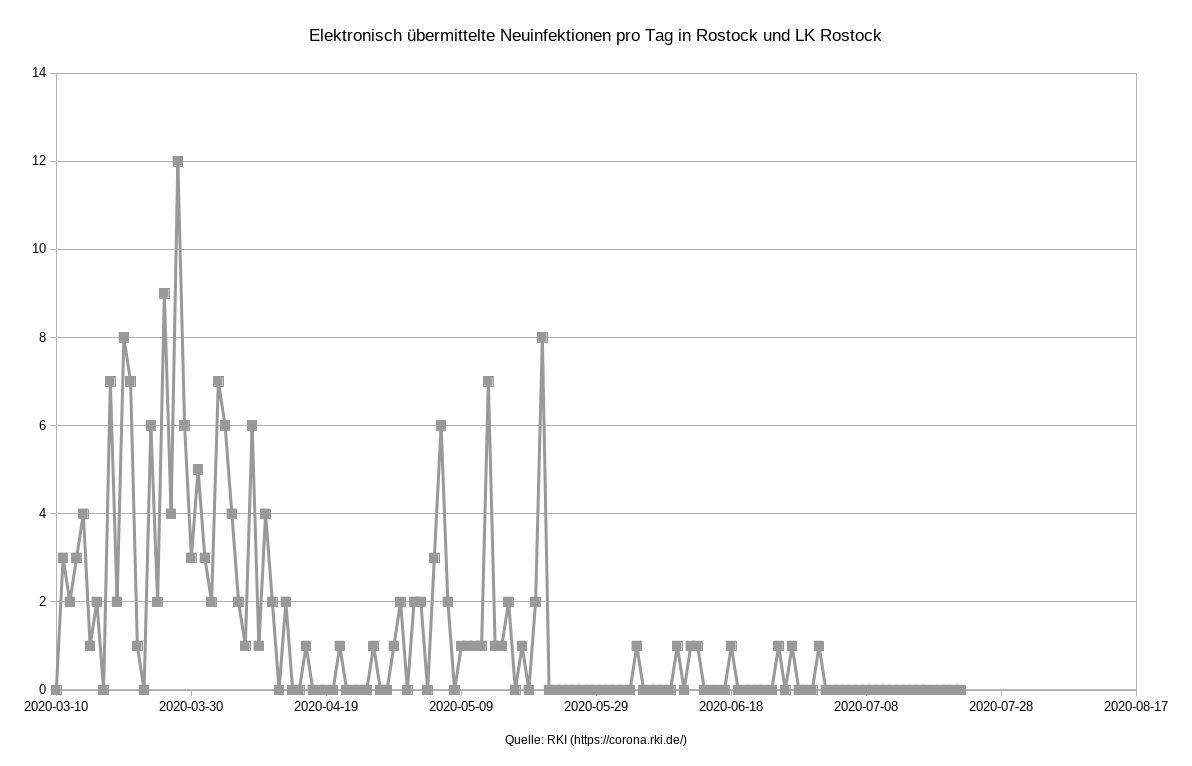 Elektronisch übermittelte Neuinfektionen pro Tag in Rostock und LK Rostock
14
12
10
8
6
4
2
0
2020-03-10 2020-03-30 2020-04-19 2020-05-09 2020-05-29 2020-06-18 2020-07-08 2020-07-28 2020-08-17
Quelle: RKI (https://corona.rki.de/)